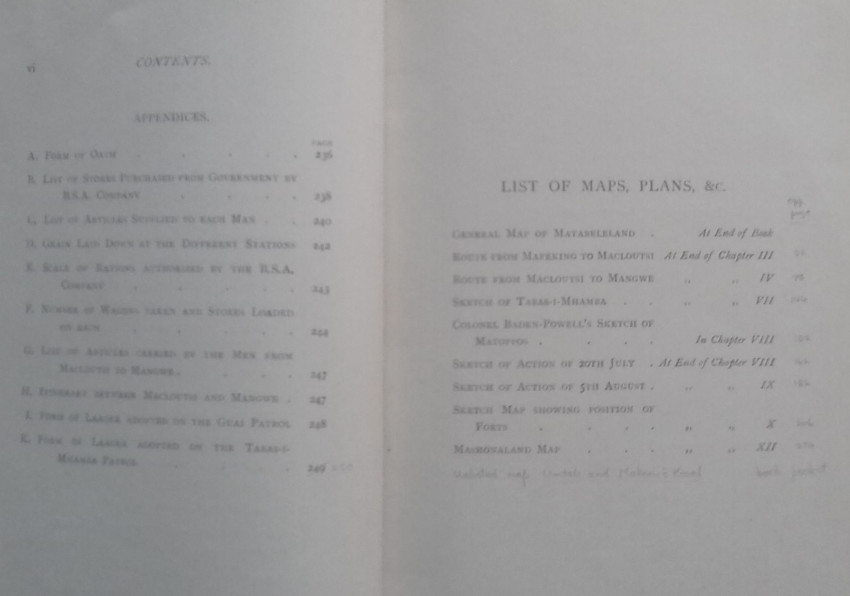 vi
CONTENTS.
APPENDICES.
PAGE
A. FORM OF OATH . . . . . 236
B. LIST OF STORES PURCHASED FROM GOVERNMENT BY
B.S.A. COMPANY . . . . 238
C. LIST OF ARTICLES SUPPLIED TO EACH MAN . . 240
D. GRAIN LAID DOWN AT THE DIFFERENT STATIONS 242
E. SCALE OF RATIONS AUTHORISED BY THE B.S.A.
COMPANY . . . . . 243
F. NUMBER OF WAGONS TAKEN AND STORES LOADED
ON EACH . . . . . 244
G. LIST OF ARTICLES CARRIED BY THE MEN FROM
MACLOUTSI TO MANGWE . . . . 247
H. ITINERARY BETWEEN MACLOUTSI AND MANGWE . 247
I. FORM OF LAAGER ADOPTED ON THE GUAI PATROL 248
K. FORM OF LAAGER ADOPTED ON THE TABAS-I-
MHAMBA PATROL . . . . 249
LIST OF MAPS, PLANS, &c.
opp
GENERAL MAP OF MATABELELAND . At End of Book
ROUTE FROM MAFEKING TO MACLOUTSI At End of Chapter III
ROUTE FROM MACLOUTSI TO MANGWE „ „ IV
SKETCH OF TABAS-I-MHAMBA . . „ „ VII
COLONEL BADEN-POWELL'S SKETCH OF
MATOPPOS . . . . In Chapter VIII
SKETCH OF ACTION OF 20TH JULY . At End of Chapter VIII
SKETCH OF ACTION OF 5TH AUGUST . „ „ IX
SKETCH MAP SHOWING POSITION OF
FORTS . . . . „ „ X
MASHONALAND MAP . . . „ „ XII
map and